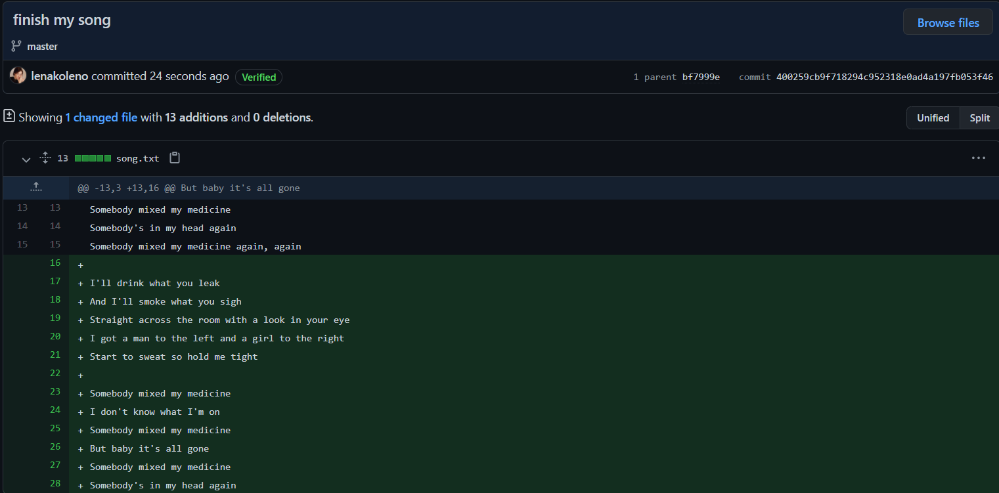 finish my song
Browse files
master
lenakoleno committed 24 seconds ago Verified
1 parent bf7999e commit 400259cb9f718294c952318e0ad4a197fb053f46
Showing 1 changed file with 13 additions and 0 deletions.
Unified Split
13 song.txt
@@ -13,3 +13,16 @@ But baby it's all gone
13 13 Somebody mixed my medicine
14 14 Somebody's in my head again
15 15 Somebody mixed my medicine again, again
16 +
17 + I'll drink what you leak
18 + And I'll smoke what you sigh
19 + Straight across the room with a look in your eye
20 + I got a man to the left and a girl to the right
21 + Start to sweat so hold me tight
22 +
23 + Somebody mixed my medicine
24 + I don't know what I'm on
25 + Somebody mixed my medicine
26 + But baby it's all gone
27 + Somebody mixed my medicine
28 + Somebody's in my head again